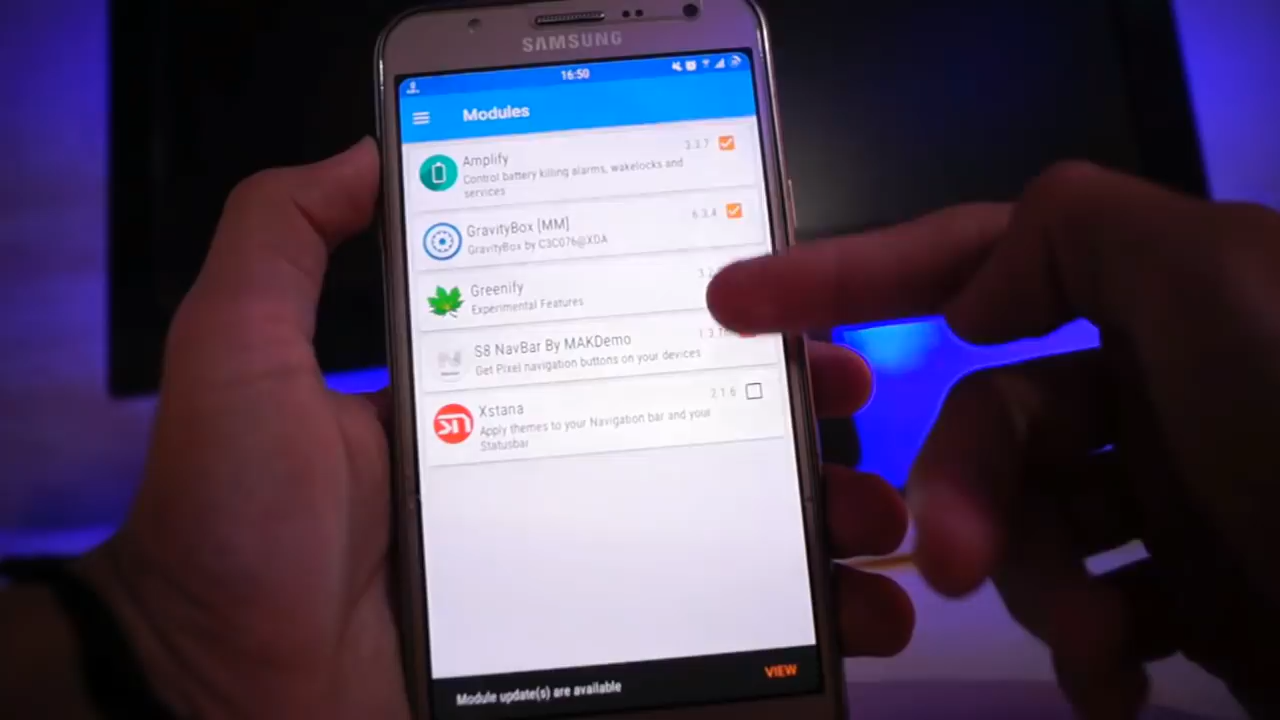 SAMSUNG
16:50
Modules
Amplify
3.3.7
Control battery killing alarms, wakelocks and
services
GravityBox [MM]
6.3.4
GravityBox by C3C076@XDA
Greenify
Experimental Features
S8 NavBar By MAKDemo
Get Pixel navigation buttons on your devices
Xstana
2.1.6
Apply themes to your Navigation bar and your
Statusbar
Module update(s) are available
VIEW